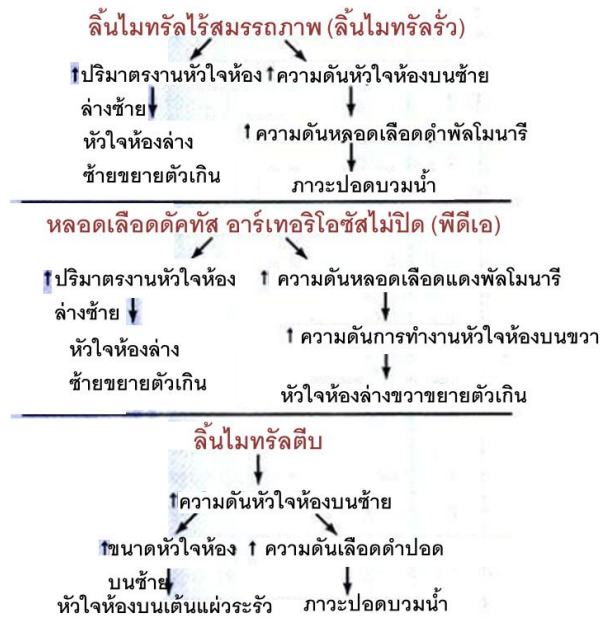 ลิ้นไมทรัลไร้สมรรถภาพ (ลิ้นไมทรัลรั่ว)
↑ปริมาตรงานหัวใจห้อง ↑ความดันหัวใจห้องบนซ้าย
ล่างซ้าย
↑ความดันหลอดเลือดดำพัลโมนารี
หัวใจห้องล่าง
ซ้ายขยายตัวเกิน
ภาวะปอดบวมน้ำ
หลอดเลือดดัคทัส อาร์เทอริโอซัสไม่ปิด (พีดีเอ)
↑ปริมาตรงานหัวใจห้อง ↑ ความดันหลอดเลือดแดงพัลโมนารี
ล่างซ้าย
↑ ความดันการทำงานหัวใจห้องบนขวา
หัวใจห้องล่าง
ซ้ายขยายตัวเกิน
หัวใจห้องล่างขวาขยายตัวเกิน
ลิ้นไมทรัลตีบ
↑ความดันหัวใจห้องบนซ้าย
↑ขนาดหัวใจห้อง ↑ ความดันเลือดดำปอด
บนซ้าย
หัวใจห้องบนเต้นแผ่วระรัว ภาวะปอดบวมน้ำ